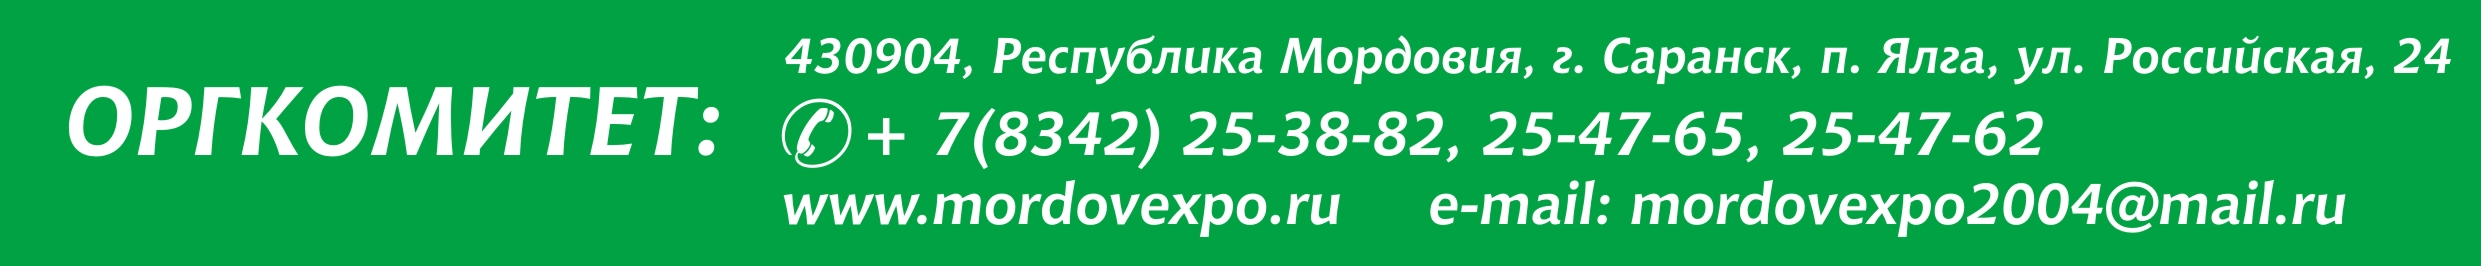 ОРГКОМИТЕТ:
430904, Республика Мордовия, г. Саранск, п. Ялга, ул. Российская, 24
+ 7(8342) 25-38-82, 25-47-65, 25-47-62
www.mordovexpo.ru e-mail: mordovexpo2004@mail.ru